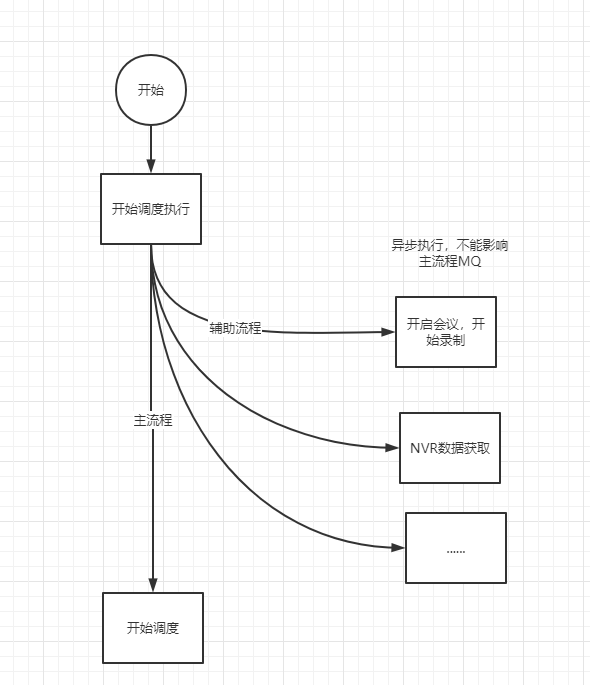 开始
开始调度执行
异步执行，不能影响
主流程MQ
辅助流程
开启会议，开
始录制
主流程
NVR数据获取
......
开始调度